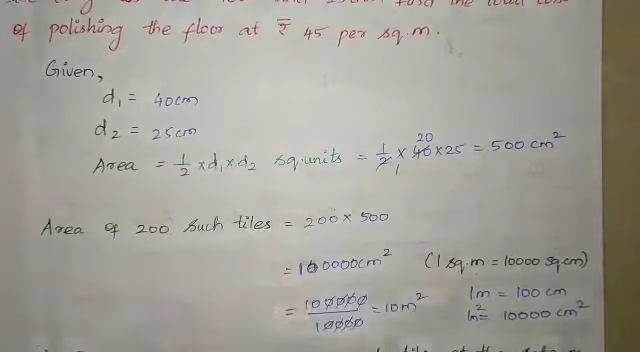 of polishing the floor at ₹ 45 per sq.m.
Given,
d₁ = 40cm
d₂ = 25cm
Area = 1/2 × d₁ × d₂ sq.units = 1/2 × 40 × 25 = 500 cm²
20
1
Area of 200 such tiles = 200 × 500
= 100000cm² (1 sq.m = 10000 sq.cm)
= 100000/10000 = 10m² 1m = 100 cm
1m² = 10000 cm²